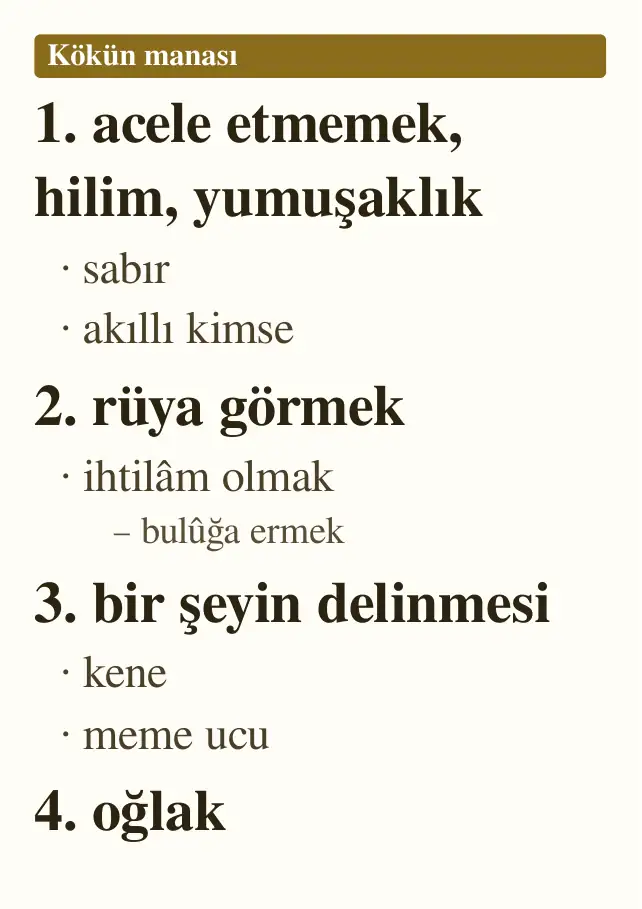 Kökün manası
1. acele etmemek,
hilim, yumuşaklık
· sabır
· akıllı kimse
2. rüya görmek
· ihtilâm olmak
– bulûğa ermek
3. bir şeyin delinmesi
· kene
· meme ucu
4. oğlak